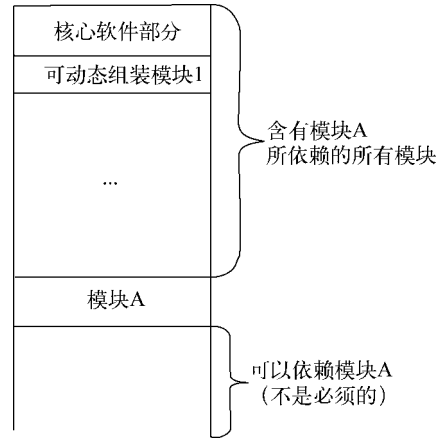 核心软件部分
可动态组装模块1
...
含有模块A
所依赖的所有模块
模块A
可以依赖模块A
（不是必须的）